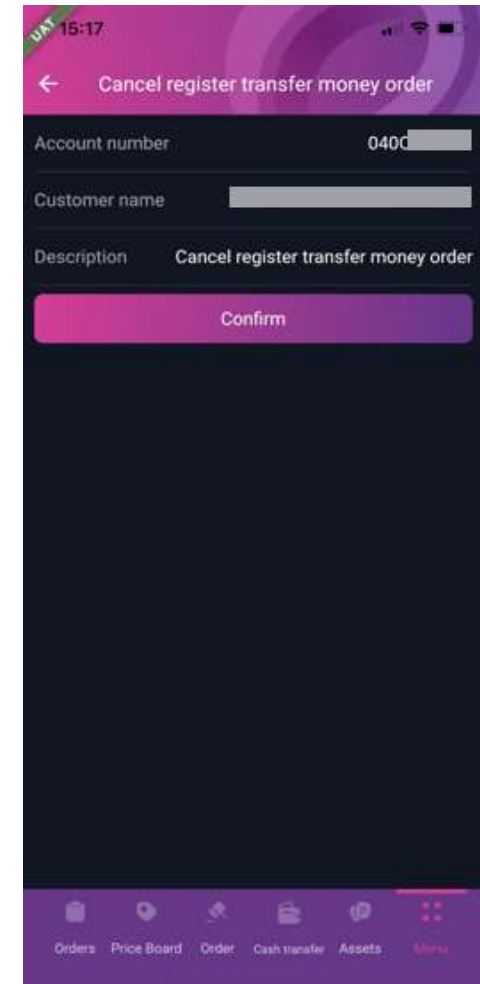 UAT
15:17
Cancel register transfer money order
Account number 040C
Customer name
Description Cancel register transfer money order
Confirm
Orders Price Board Order Cash transfer Assets Menu